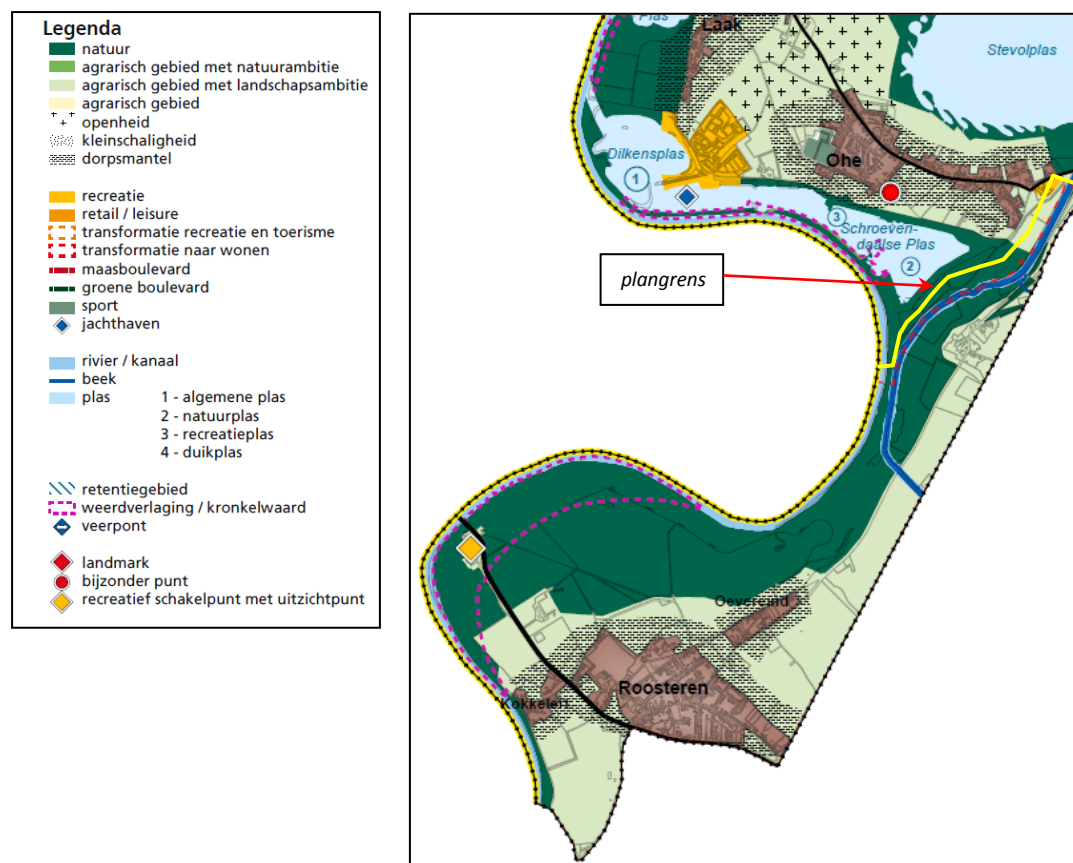 Legenda
natuur
agrarisch gebied met natuurambitie
agrarisch gebied met landschapsambitie
agrarisch gebied
openheid
kleinschaligheid
dorpsmantel
recreatie
retail / leisure
transformatie recreatie en toerisme
transformatie naar wonen
maasboulevard
groene boulevard
sport
jachthaven
rivier / kanaal
beek
plas 1 - algemene plas
2 - natuurplas
3 - recreatieplas
4 - duikplas
retentiegebied
weerdverlaging / kronkelwaard
veerpont
landmark
bijzonder punt
recreatief schakelpunt met uitzichtpunt
Plas
Laak
Stevolplas
Dilkensplas
1
Ohe
3
Schroeven-
daalse Plas
2
plangrens
Oevereind
Roosteren
Kokkelert